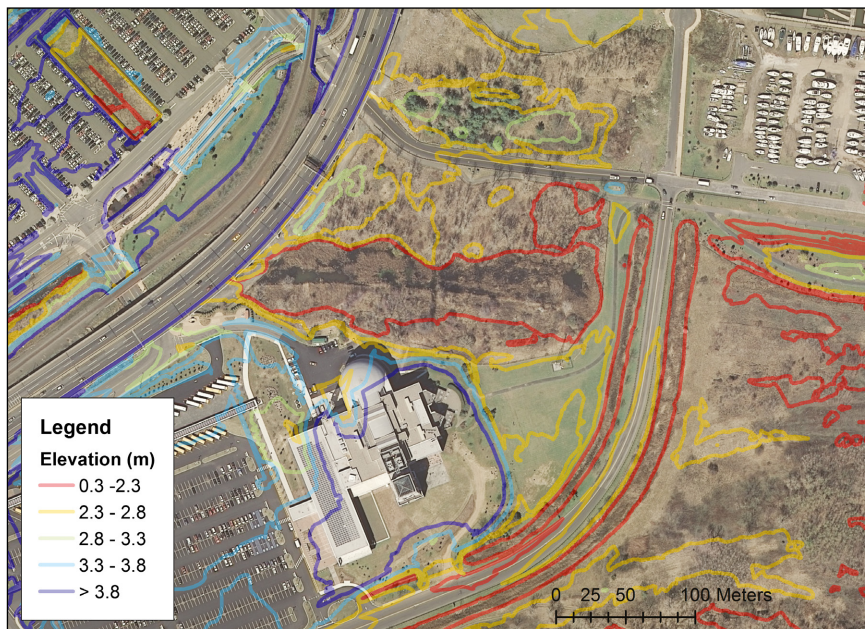 Legend
Elevation (m)
0.3 -2.3
2.3 - 2.8
2.8 - 3.3
3.3 - 3.8
> 3.8
0 25 50 100 Meters